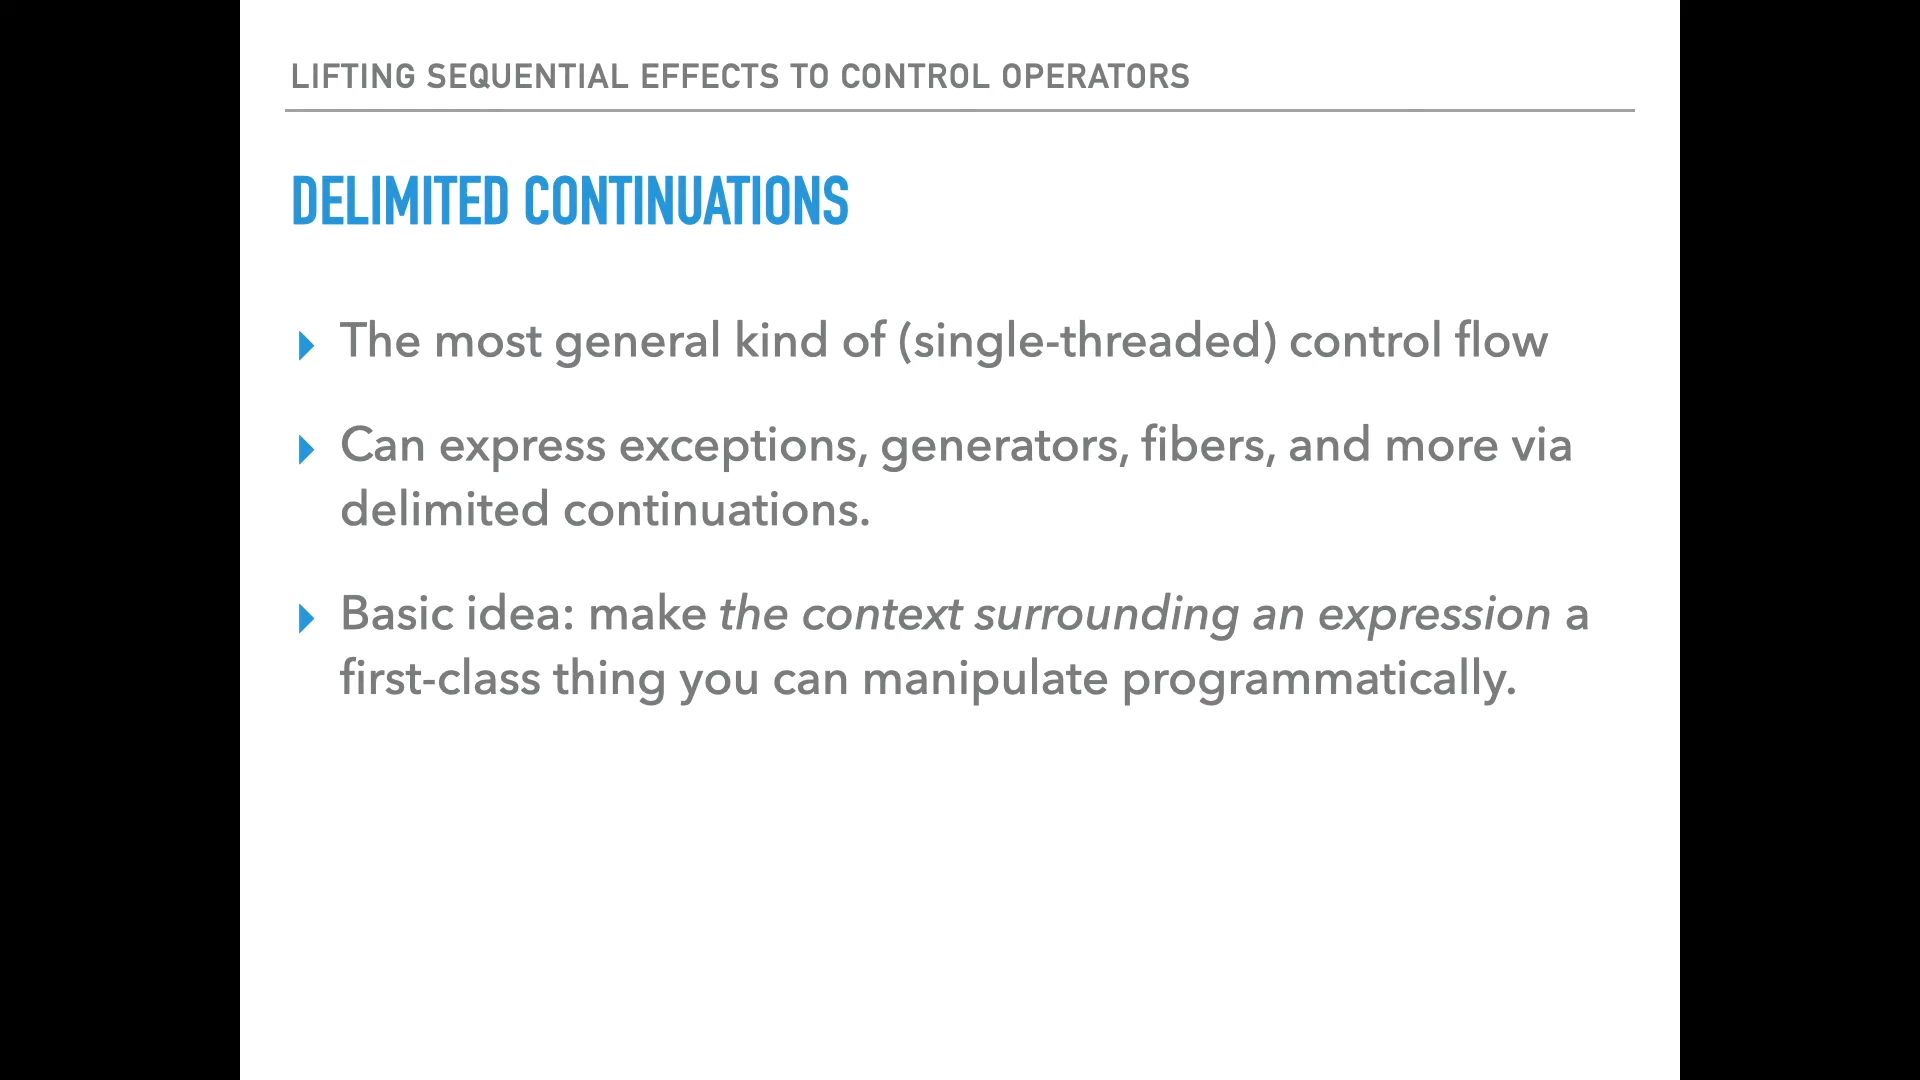 LIFTING SEQUENTIAL EFFECTS TO CONTROL OPERATORS
DELIMITED CONTINUATIONS
The most general kind of (single-threaded) control flow
Can express exceptions, generators, fibers, and more via
delimited continuations.
Basic idea: make the context surrounding an expression a
first-class thing you can manipulate programmatically.